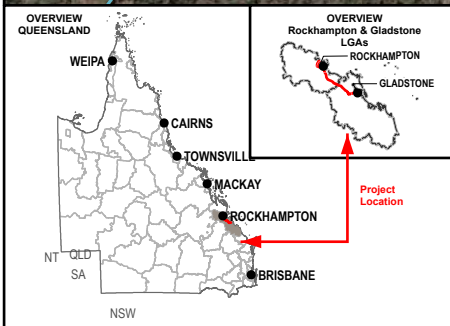 OVERVIEW
QUEENSLAND
WEIPA
CAIRNS
TOWNSVILLE
MACKAY
ROCKHAMPTON
BRISBANE
NT
QLD
SA
NSW
OVERVIEW
Rockhampton & Gladstone
LGAs
ROCKHAMPTON
GLADSTONE
Project
Location